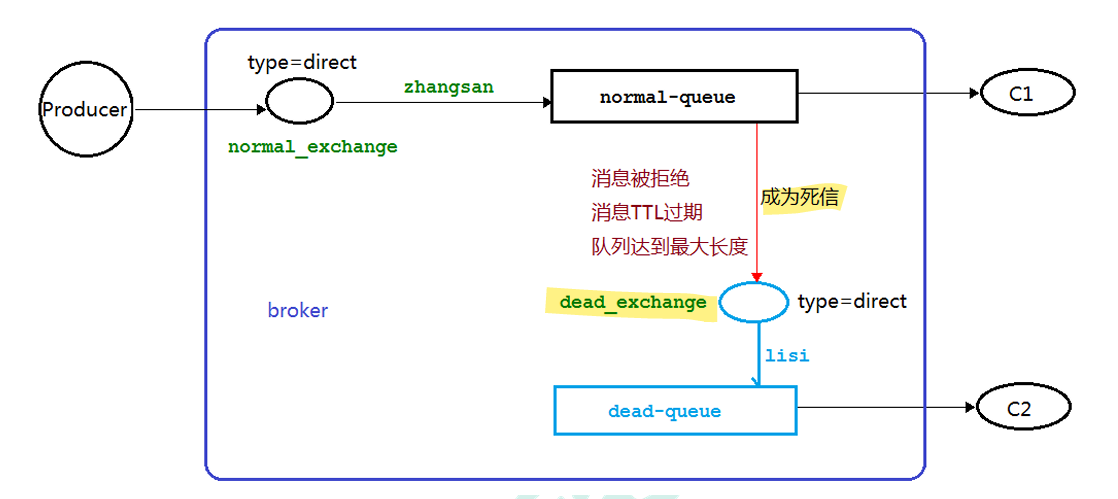 type=direct
Producer
zhangsan
normal-queue
C1
normal_exchange
消息被拒绝
消息TTL过期
队列达到最大长度
成为死信
broker
dead_exchange
type=direct
lisi
dead-queue
C2